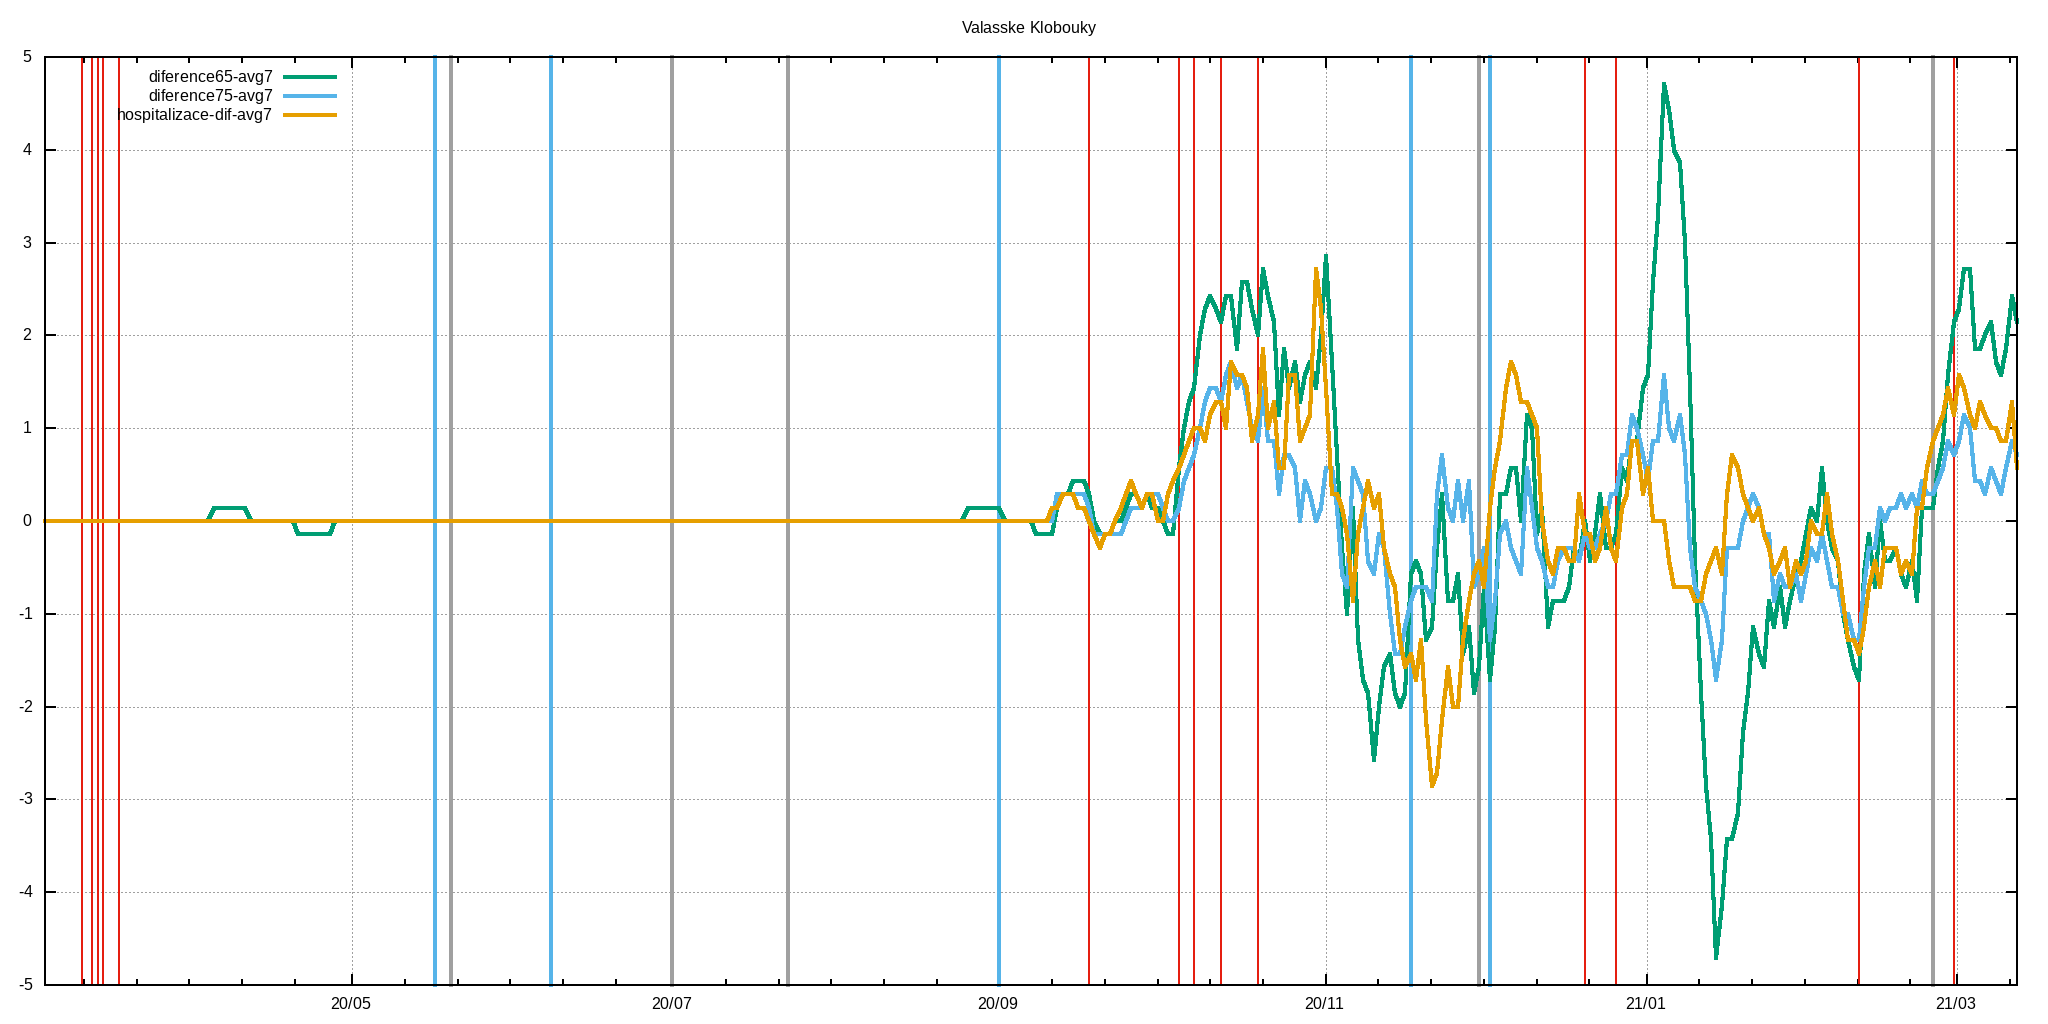 Valasske Klobouky
diference65-avg7
diference75-avg7
hospitalizace-dif-avg7
5
4
3
2
1
0
-1
-2
-3
-4
-5
20/05 20/07 20/09 20/11 21/01 21/03